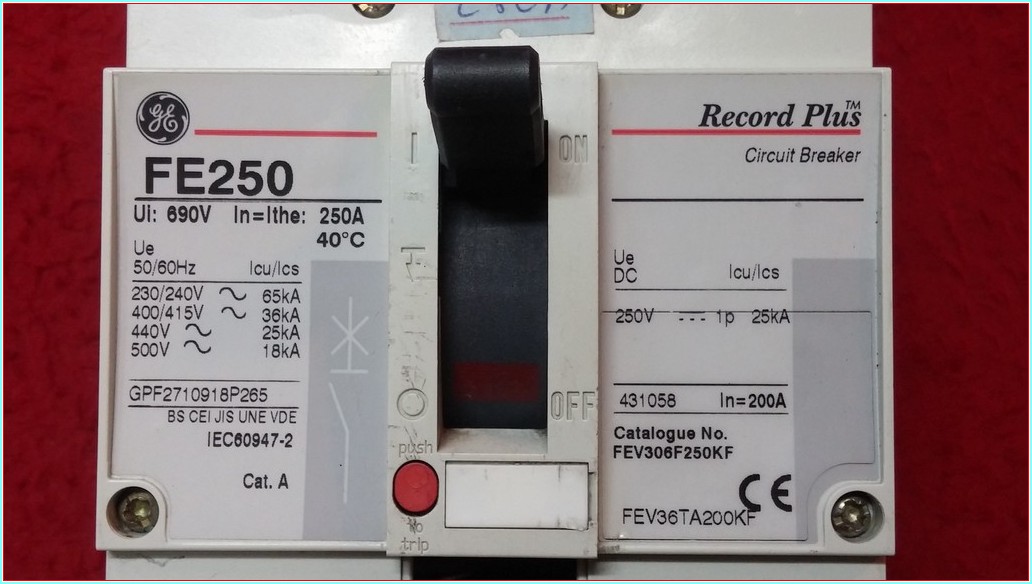 GE
FE250
Ui: 690V In=Ithe: 250A
40°C
Ue
50/60Hz Icu/Ics
230/240V ~ 65kA
400/415V ~ 36kA
440V ~ 25kA
500V ~ 18kA
GPF2710918P265
BS CEI JIS UNE VDE
IEC60947-2
Cat. A
I ON
O OFF
push
to
trip
Record Plus™
Circuit Breaker
Ue
DC Icu/Ics
250V 1p 25kA
431058 In=200A
Catalogue No.
FEV306F250KF
CE
FEV36TA200KF